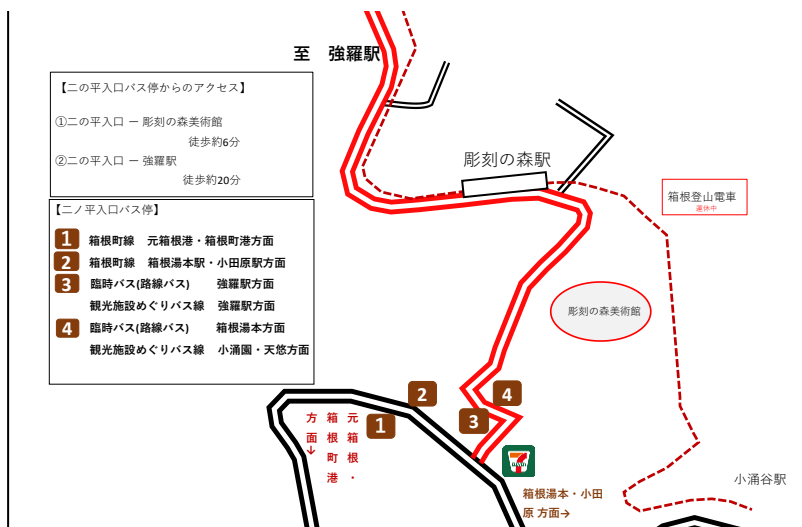 至 強羅駅
【二の平入口バス停からのアクセス】
①二の平入口 ー 彫刻の森美術館
徒歩約6分
②二の平入口 ー 強羅駅
徒歩約20分
【二ノ平入口バス停】
1 箱根町線 元箱根港・箱根町港方面
2 箱根町線 箱根湯本駅・小田原駅方面
3 臨時バス(路線バス) 強羅駅方面
観光施設めぐりバス線 強羅駅方面
4 臨時バス(路線バス) 箱根湯本方面
観光施設めぐりバス線 小涌園・天悠方面
彫刻の森駅
箱根登山電車
運休中
彫刻の森美術館
2
4
1
3
元箱根・
箱根町港
方面↓
箱根湯本・小田
原 方面→
小涌谷駅